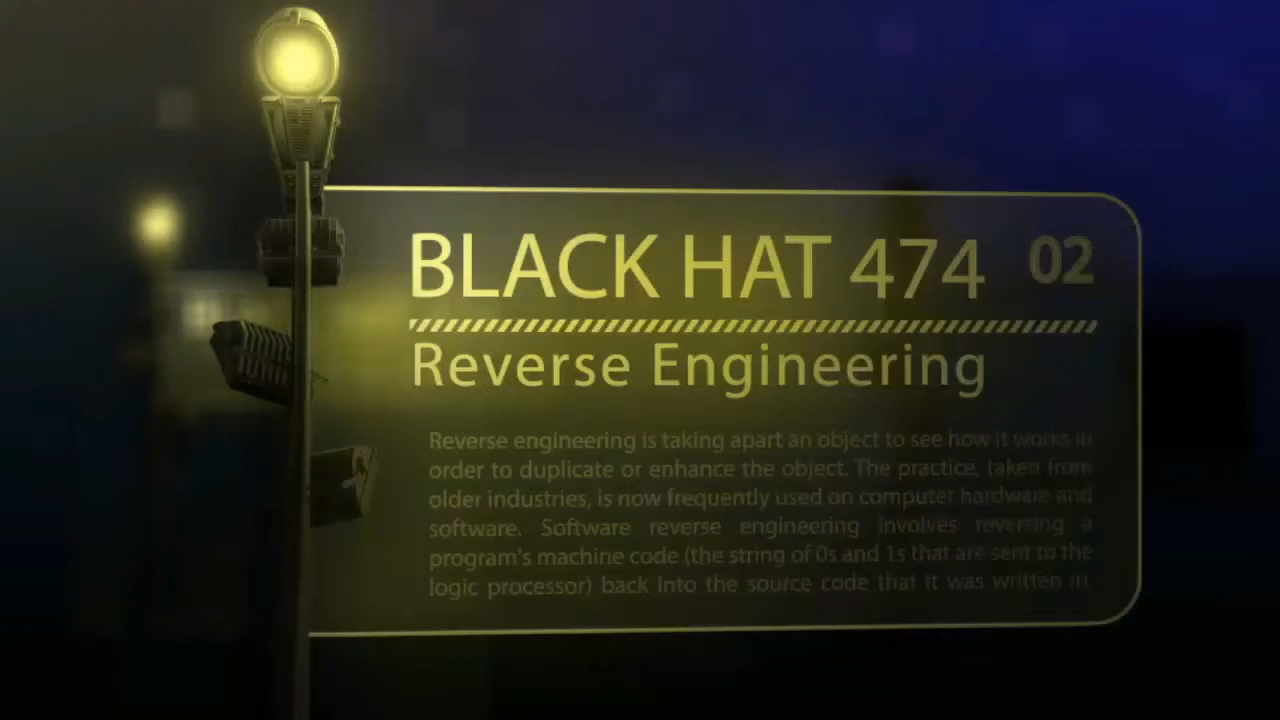 BLACK HAT 474 02
Reverse Engineering
Reverse engineering is taking apart an object to see how it works in
order to duplicate or enhance the object. The practice, taken from
older industries, is now frequently used on computer hardware and
software. Software reverse engineering involves reversing a
program's machine code (the string of 0s and 1s that are sent to the
logic processor) back Into the source code that it was written in.